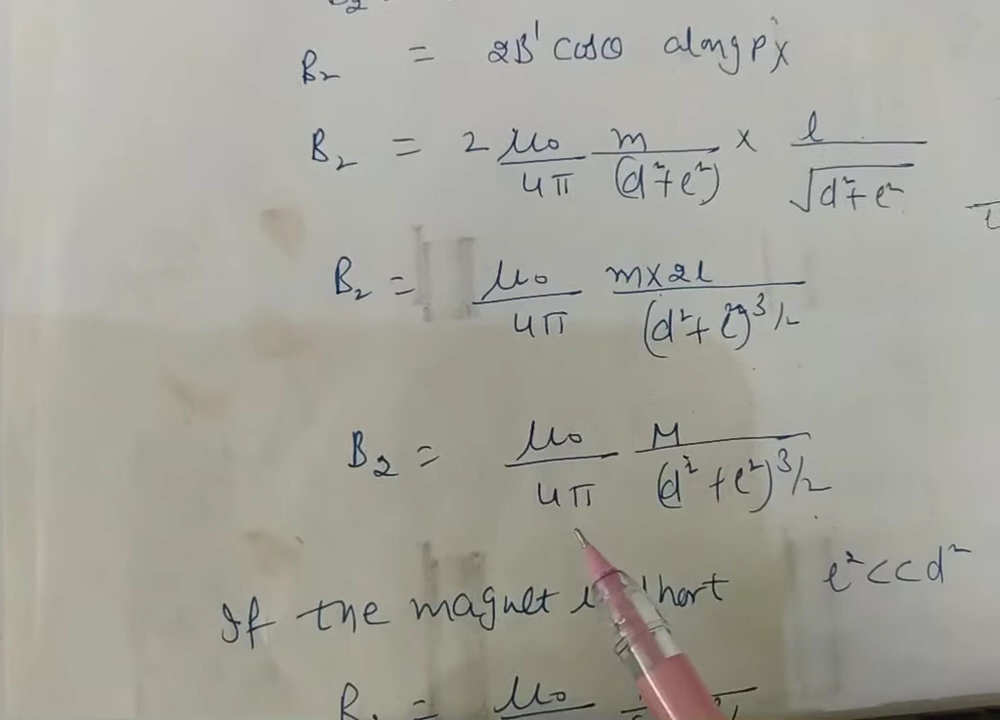 B₂ = 2B' cosθ along PX
B₂ = 2 μ₀/4π m/(d²+l²) × l/√d²+l²
B₂ = μ₀/4π m×2l/(d²+l²)^3/2
B₂ = μ₀/4π M/(d²+l²)^3/2
If the magnet short l²<<d²
μ₀